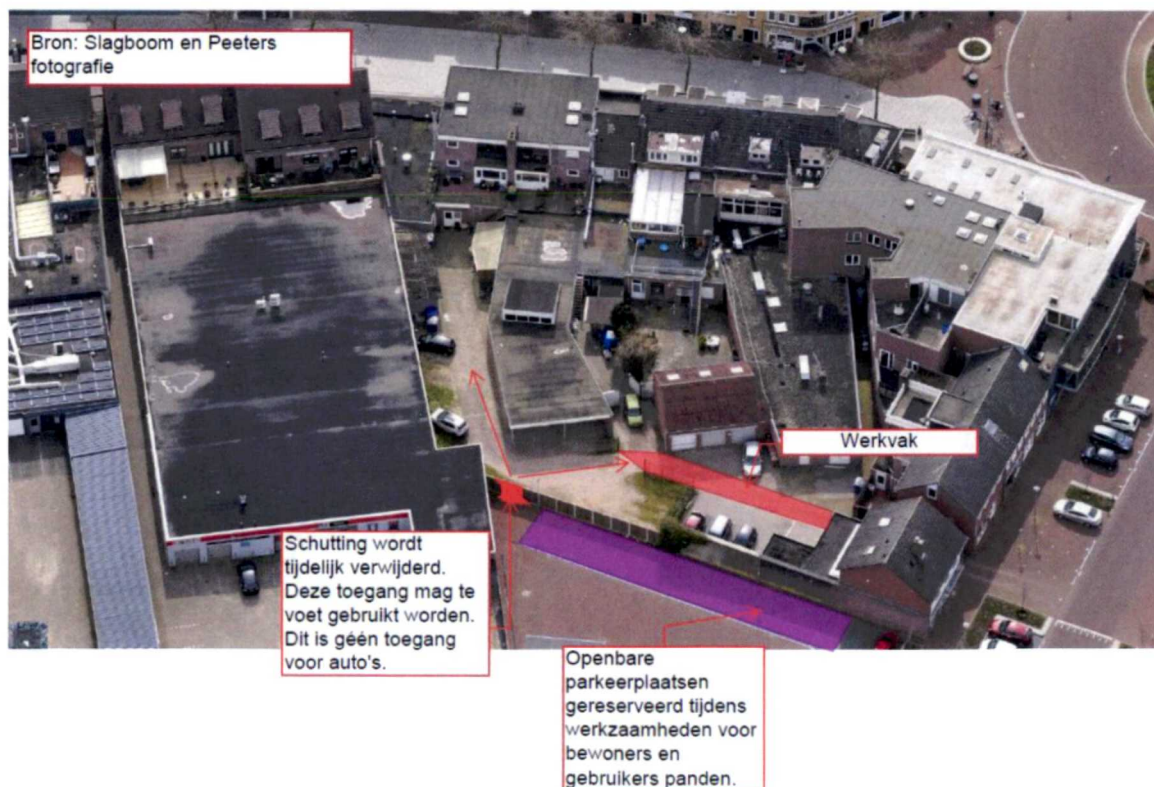 Bron: Slagboom en Peeters
fotografie
Werkvak
Schutting wordt
tijdelijk verwijderd.
Deze toegang mag te
voet gebruikt worden.
Dit is géén toegang
voor auto's.
Openbare
parkeerplaatsen
gereserveerd tijdens
werkzaamheden voor
bewoners en
gebruikers panden.